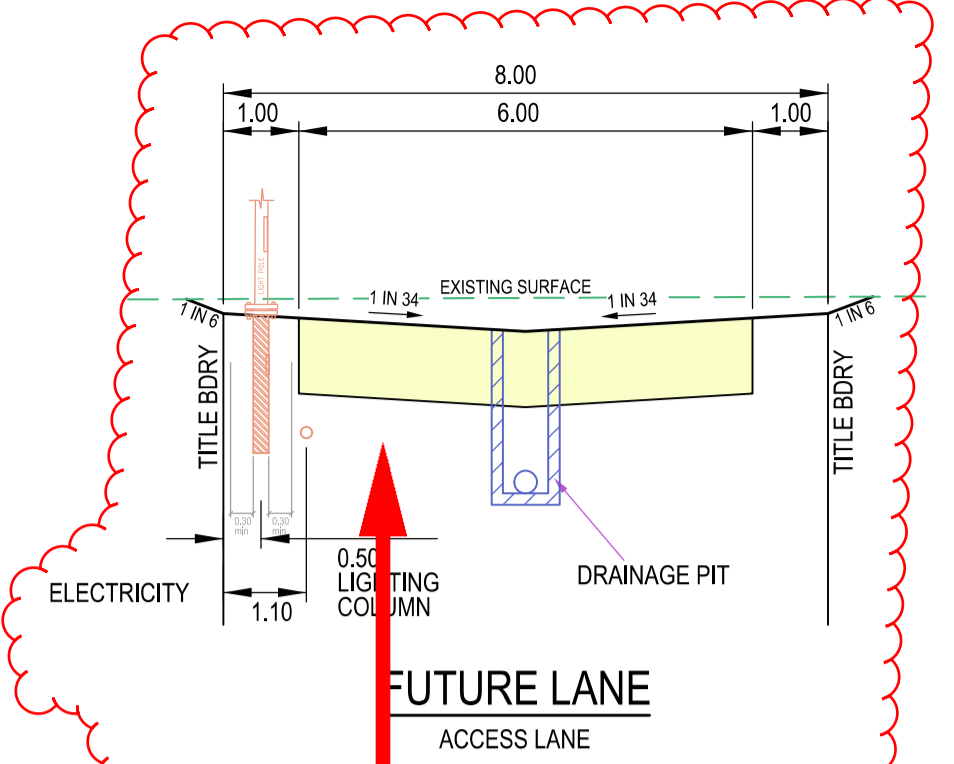 8.00
1.00
6.00
1.00
LIGHT POLE
EXISTING SURFACE
1 IN 34
1 IN 34
1 IN 6
1 IN 6
TITLE BDRY
TITLE BDRY
0.30
min
0.30
min
0.50
LIGHTING
COLUMN
ELECTRICITY
1.10
DRAINAGE PIT
FUTURE LANE
ACCESS LANE